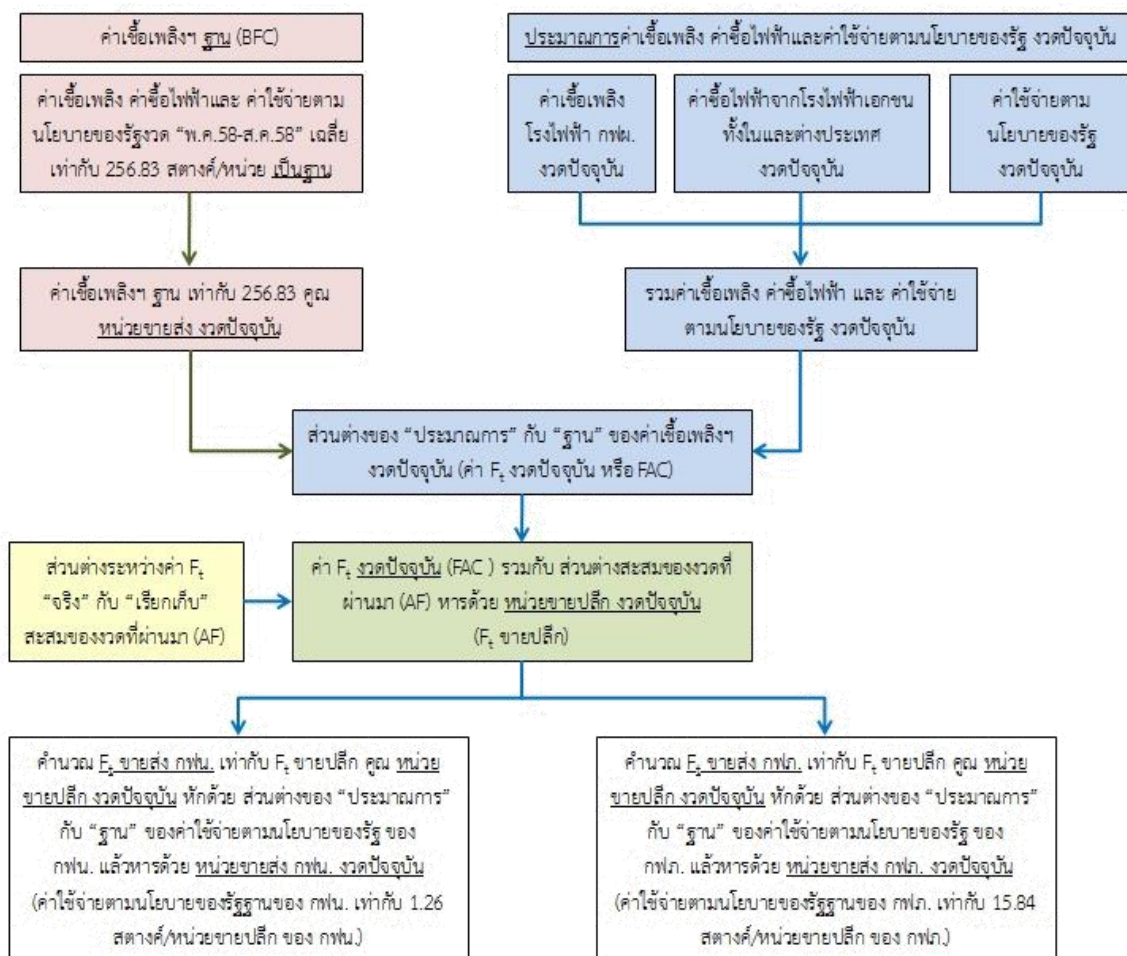 ค่าเชื้อเพลิงฯ ฐาน (BFC)
ค่าเชื้อเพลิง ค่าซื้อไฟฟ้าและ ค่าใช้จ่ายตาม
นโยบายของรัฐงวด “พ.ค.58-ส.ค.58” เฉลี่ย
เท่ากับ 256.83 สตางค์/หน่วย เป็นฐาน
ค่าเชื้อเพลิงฯ ฐาน เท่ากับ 256.83 คูณ
หน่วยขายส่ง งวดปัจจุบัน
ประมาณการค่าเชื้อเพลิง ค่าซื้อไฟฟ้าและค่าใช้จ่ายตามนโยบายของรัฐ งวดปัจจุบัน
ค่าเชื้อเพลิง
โรงไฟฟ้า กฟผ.
งวดปัจจุบัน
ค่าซื้อไฟฟ้าจากโรงไฟฟ้าเอกชน
ทั้งในและต่างประเทศ
งวดปัจจุบัน
ค่าใช้จ่ายตาม
นโยบายของรัฐ
งวดปัจจุบัน
รวมค่าเชื้อเพลิง ค่าซื้อไฟฟ้า และ ค่าใช้จ่าย
ตามนโยบายของรัฐ งวดปัจจุบัน
ส่วนต่างของ “ประมาณการ” กับ “ฐาน” ของค่าเชื้อเพลิงฯ
งวดปัจจุบัน (ค่า Ft งวดปัจจุบัน หรือ FAC)
ส่วนต่างระหว่างค่า Ft
“จริง” กับ “เรียกเก็บ”
สะสมของงวดที่ผ่านมา (AF)
ค่า Ft งวดปัจจุบัน (FAC ) รวมกับ ส่วนต่างสะสมของงวดที่
ผ่านมา (AF) หารด้วย หน่วยขายปลีก งวดปัจจุบัน
(Ft ขายปลีก)
คำนวณ Ft ขายส่ง กฟน. เท่ากับ Ft ขายปลีก คูณ หน่วย
ขายปลีก งวดปัจจุบัน หักด้วย ส่วนต่างของ “ประมาณการ”
กับ “ฐาน” ของค่าใช้จ่ายตามนโยบายของรัฐ ของ
กฟน. แล้วหารด้วย หน่วยขายส่ง กฟน. งวดปัจจุบัน
(ค่าใช้จ่ายตามนโยบายของรัฐฐานของ กฟน. เท่ากับ 1.26
สตางค์/หน่วยขายปลีก ของ กฟน.)
คำนวณ Ft ขายส่ง กฟภ. เท่ากับ Ft ขายปลีก คูณ หน่วย
ขายปลีก งวดปัจจุบัน หักด้วย ส่วนต่างของ “ประมาณการ”
กับ “ฐาน” ของค่าใช้จ่ายตามนโยบายของรัฐ ของ
กฟภ. แล้วหารด้วย หน่วยขายส่ง กฟภ. งวดปัจจุบัน
(ค่าใช้จ่ายตามนโยบายของรัฐฐานของ กฟภ. เท่ากับ 15.84
สตางค์/หน่วยขายปลีก ของ กฟภ.)